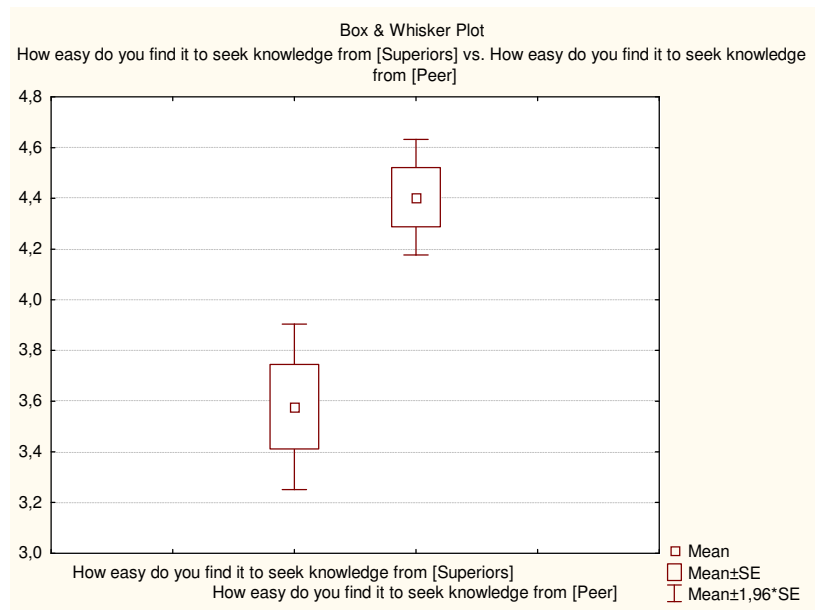 Box & Whisker Plot
How easy do you find it to seek knowledge from [Superiors] vs. How easy do you find it to seek knowledge
from [Peer]
4,8
4,6
4,4
4,2
4,0
3,8
3,6
3,4
3,2
3,0
How easy do you find it to seek knowledge from [Superiors]
How easy do you find it to seek knowledge from [Peer]
Mean
Mean±SE
Mean±1,96*SE